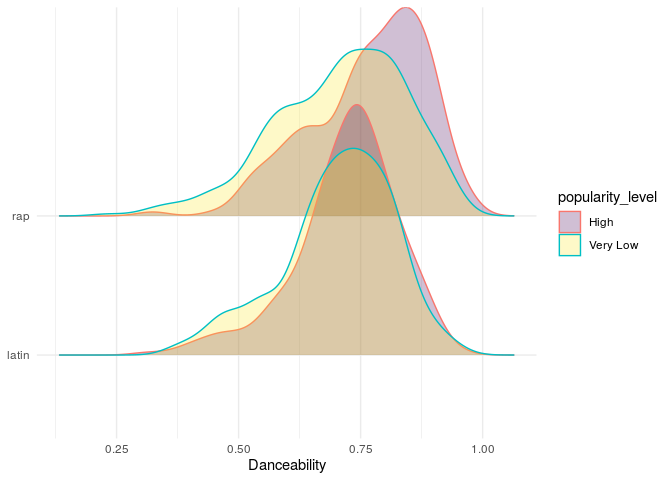 rap
latin
0.25 0.50 0.75 1.00
Danceability
popularity_level
High
Very Low